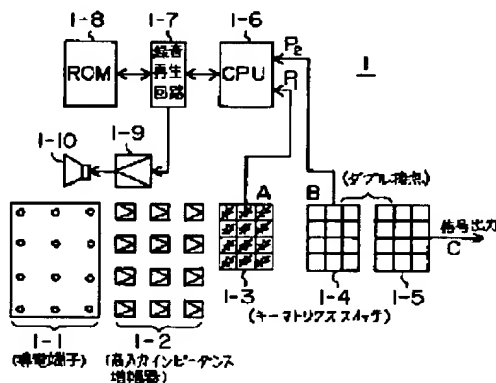 1-8 1-7 1-6
ROM
録音
再生
回路
CPU
P2
P1
1
1-10 1-9
A B (ダブル接点)
信号出力
C
1-3 1-4 1-5
(キーマトリクススイッチ)
1-1 1-2
(導電端子) (高入力インピーダンス
増幅器)